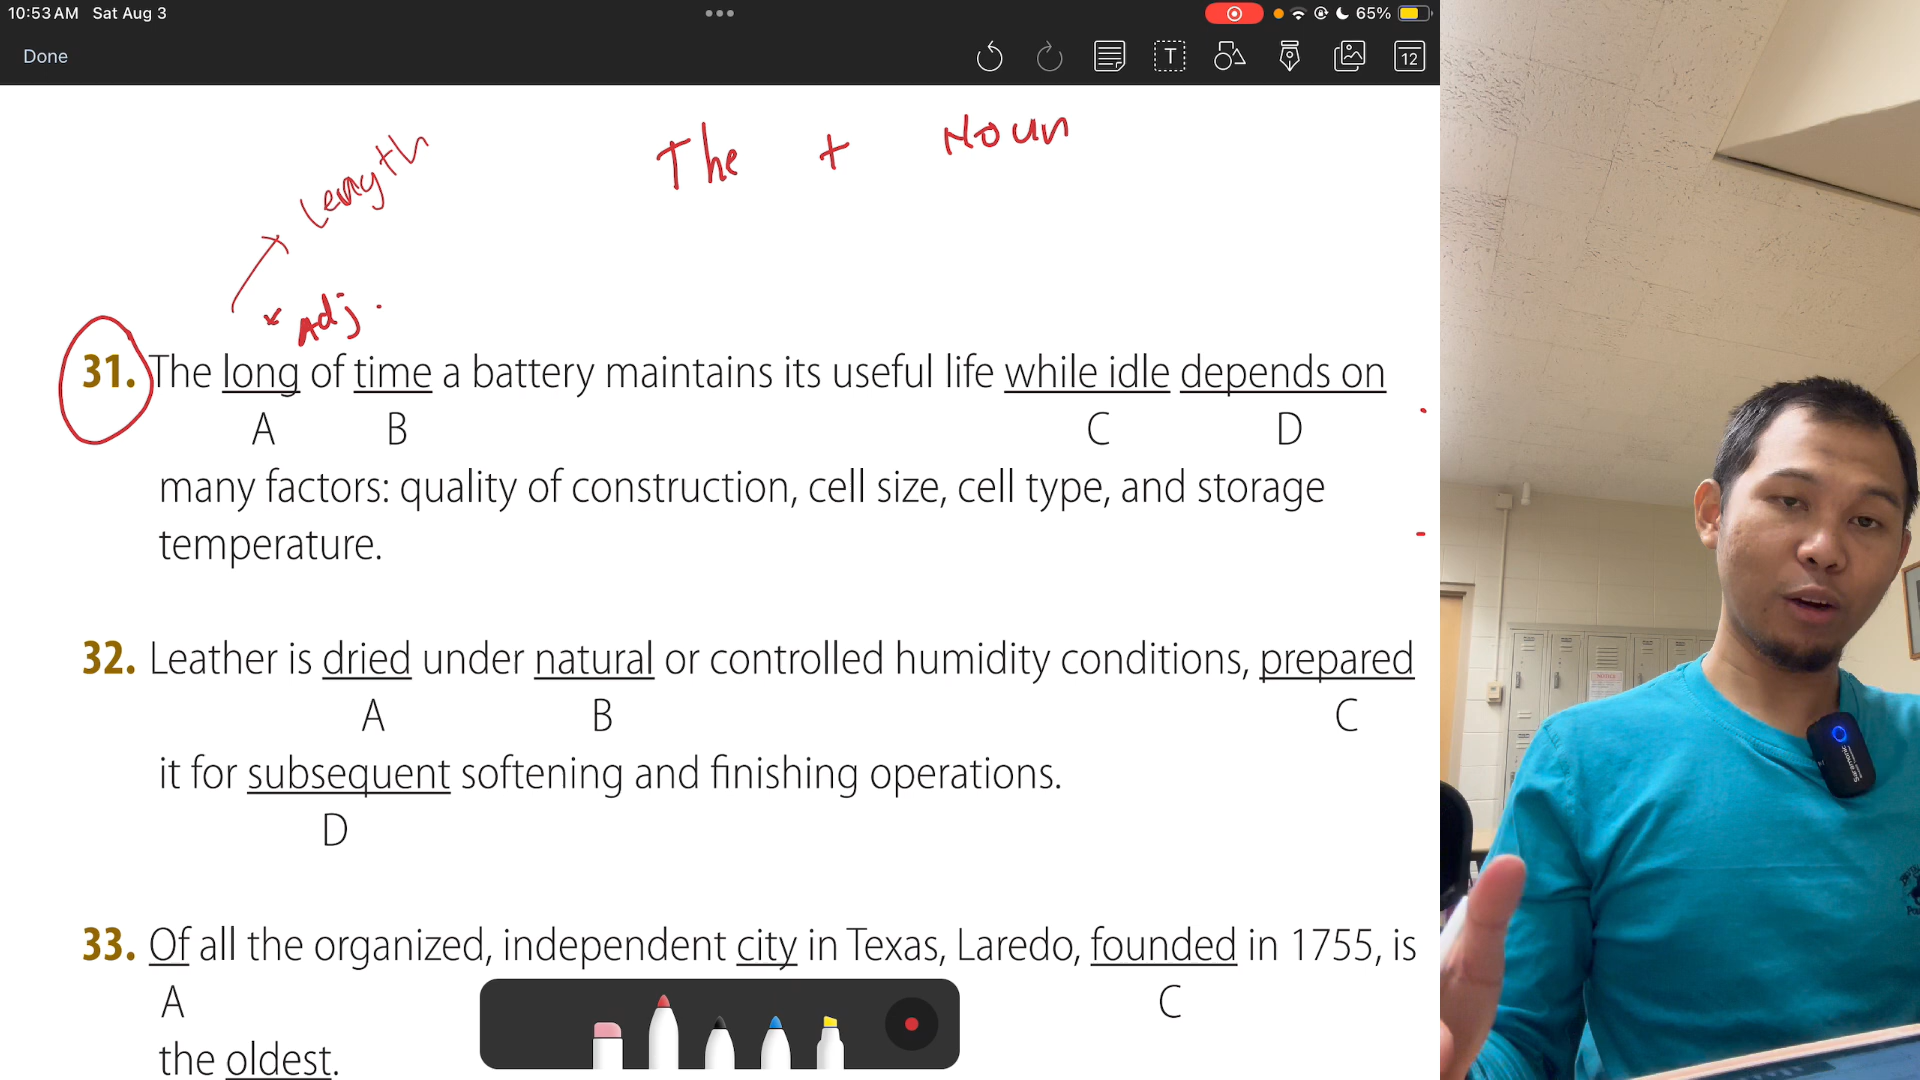 10:53 AM Sat Aug 3
65%
Done
T
12
Length
The + Noun
Adj.
31. The long of time a battery maintains its useful life while idle depends on
A B C D
many factors: quality of construction, cell size, cell type, and storage
temperature.
32. Leather is dried under natural or controlled humidity conditions, prepared
A B C
it for subsequent softening and finishing operations.
D
33. Of all the organized, independent city in Texas, Laredo, founded in 1755, is
A C
the oldest.
NOTICE
Saramonic